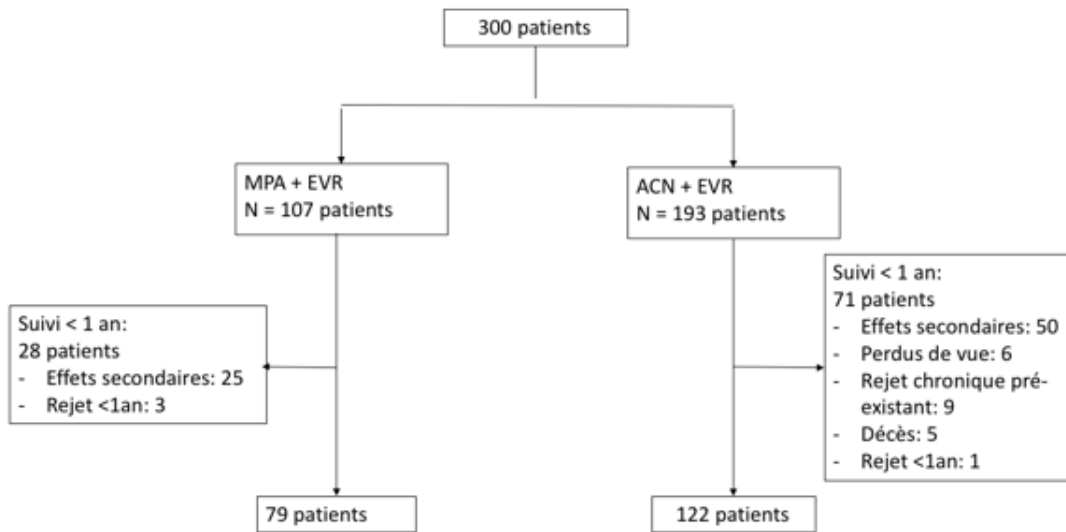 300 patients
MPA + EVR
N = 107 patients
ACN + EVR
N = 193 patients
Suivi < 1 an:
28 patients
- Effets secondaires: 25
- Rejet <1an: 3
Suivi < 1 an:
71 patients
- Effets secondaires: 50
- Perdus de vue: 6
- Rejet chronique pré-
existant: 9
- Décès: 5
- Rejet <1an: 1
79 patients
122 patients